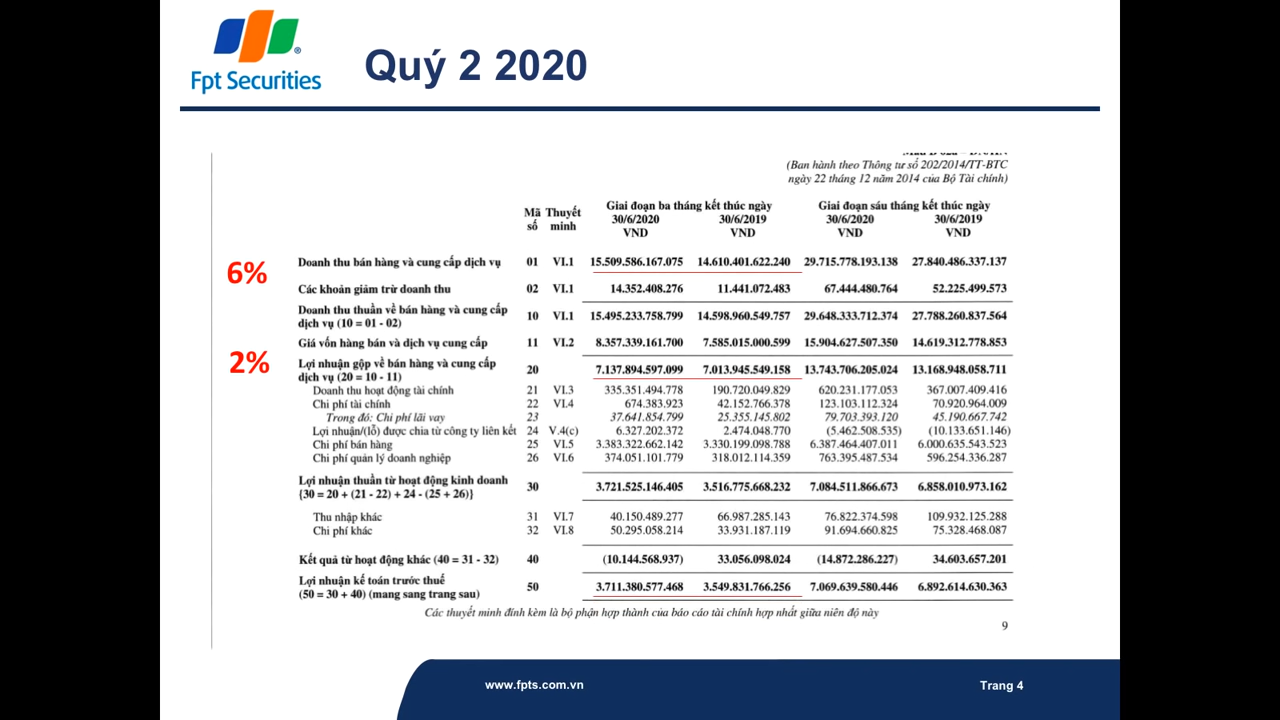 Fpt Securities
Quý 2 2020
(Ban hành theo Thông tư số 202/2014/TT-BTC
ngày 22 tháng 12 năm 2014 của Bộ Tài chính)
Mã số Thuyết minh Giai đoạn ba tháng kết thúc ngày Giai đoạn sáu tháng kết thúc ngày
30/6/2020 30/6/2019 30/6/2020 30/6/2019
VND VND VND VND
6%
Doanh thu bán hàng và cung cấp dịch vụ 01 VI.1 15.509.586.167.075 14.610.401.622.240 29.715.778.193.138 27.840.486.337.137
Các khoản giảm trừ doanh thu 02 VI.1 14.352.408.276 11.441.072.483 67.444.480.764 52.225.499.573
Doanh thu thuần về bán hàng và cung cấp
dịch vụ (10 = 01 - 02) 10 VI.1 15.495.233.758.799 14.598.960.549.757 29.648.333.712.374 27.788.260.837.564
Giá vốn hàng bán và dịch vụ cung cấp 11 VI.2 8.357.339.161.700 7.585.015.000.599 15.904.627.507.350 14.619.312.778.853
2%
Lợi nhuận gộp về bán hàng và cung cấp
dịch vụ (20 = 10 - 11) 20 7.137.894.597.099 7.013.945.549.158 13.743.706.205.024 13.168.948.058.711
Doanh thu hoạt động tài chính 21 VI.3 335.351.494.778 190.720.049.829 620.231.177.053 367.007.409.416
Chi phí tài chính 22 VI.4 674.383.923 42.152.766.378 123.103.112.324 70.920.964.009
Trong đó: Chi phí lãi vay 23 37.641.854.799 25.355.145.802 79.703.393.120 45.190.667.742
Lợi nhuận/(lỗ) được chia từ công ty liên kết 24 V.4(c) 6.327.202.372 2.474.048.770 (5.462.508.535) (10.133.651.146)
Chi phí bán hàng 25 VI.5 3.383.322.662.142 3.330.199.098.788 6.387.464.407.011 6.000.635.543.523
Chi phí quản lý doanh nghiệp 26 VI.6 374.051.101.779 318.012.114.359 763.395.487.534 596.254.336.287
Lợi nhuận thuần từ hoạt động kinh doanh
{30 = 20 + (21 - 22) + 24 - (25 + 26)} 30 3.721.525.146.405 3.516.775.668.232 7.084.511.866.673 6.858.010.973.162
Thu nhập khác 31 VI.7 40.150.489.277 66.987.285.143 76.822.374.598 109.932.125.288
Chi phí khác 32 VI.8 50.295.058.214 33.931.187.119 91.694.660.825 75.328.468.087
Kết quả từ hoạt động khác (40 = 31 - 32) 40 (10.144.568.937) 33.056.098.024 (14.872.286.227) 34.603.657.201
Lợi nhuận kế toán trước thuế
(50 = 30 + 40) (mang sang trang sau) 50 3.711.380.577.468 3.549.831.766.256 7.069.639.580.446 6.892.614.630.363
Các thuyết minh đính kèm là bộ phận hợp thành của báo cáo tài chính hợp nhất giữa niên độ này
9
www.fpts.com.vn
Trang 4